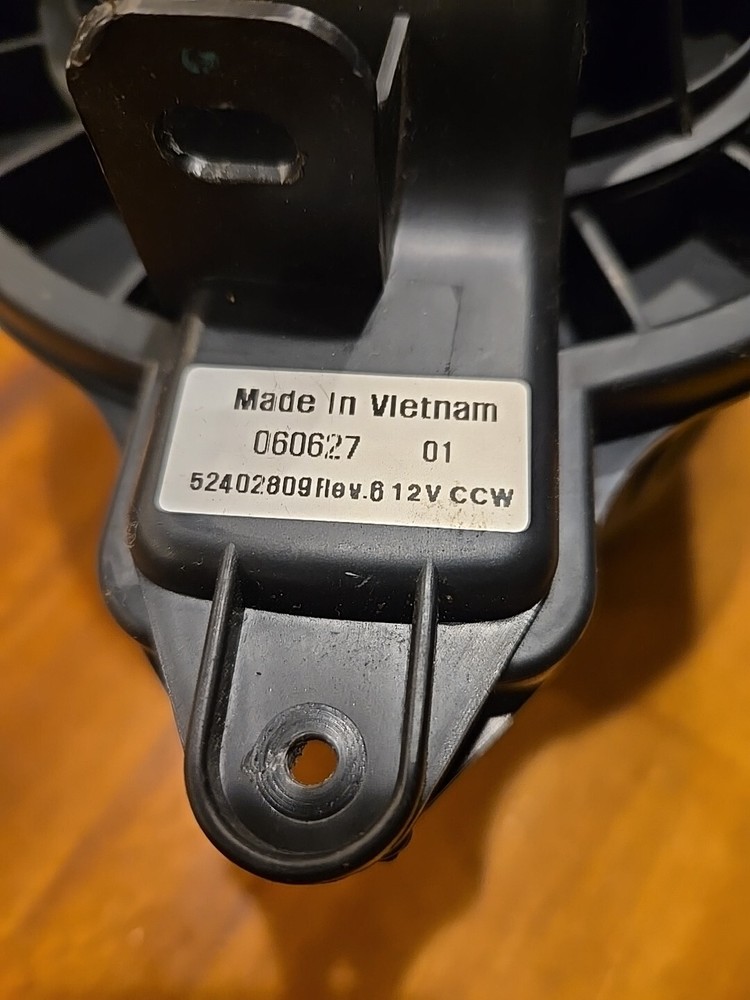 Made In Vietnam
060627 01
52402809 Rev.6 12V CCW